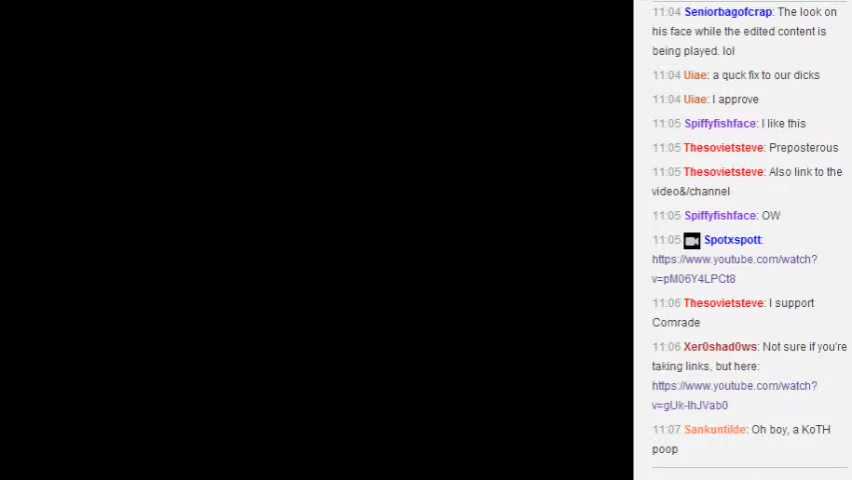 11:04 Seniorbagofcrap: The look on
his face while the edited content is
being played. lol
11:04 Uiae: a quck fix to our dicks
11:04 Uiae: I approve
11:05 Spiffyfishface: I like this
11:05 Thesovietsteve: Preposterous
11:05 Thesovietsteve: Also link to the
video&/channel
11:05 Spiffyfishface: OW
11:05 Spotxspott:
https://www.youtube.com/watch?
v=pM06Y4LPCt8
11:06 Thesovietsteve: I support
Comrade
11:06 Xer0shad0ws: Not sure if you're
taking links, but here:
https://www.youtube.com/watch?
v=gUk-IhJVab0
11:07 Sankuntilde: Oh boy, a KoTH
poop